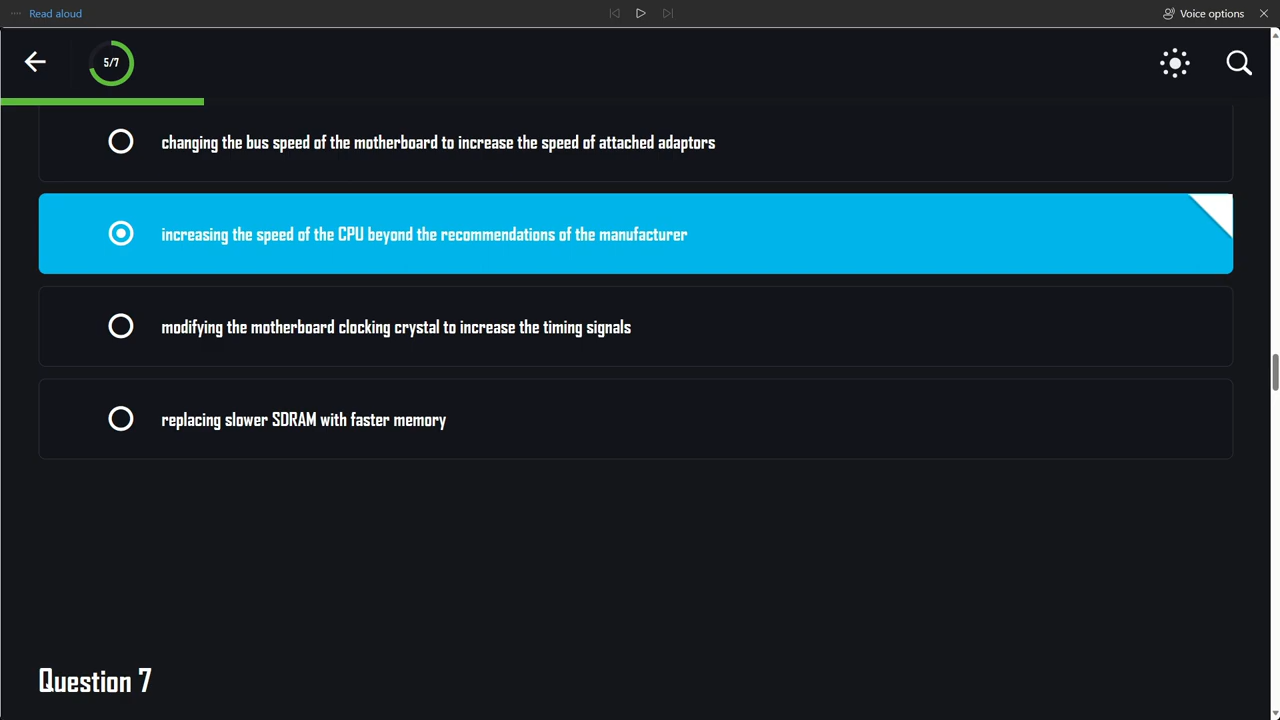 Read aloud
Voice options
5/7
changing the bus speed of the motherboard to increase the speed of attached adaptors
increasing the speed of the CPU beyond the recommendations of the manufacturer
modifying the motherboard clocking crystal to increase the timing signals
replacing slower SDRAM with faster memory
Question 7